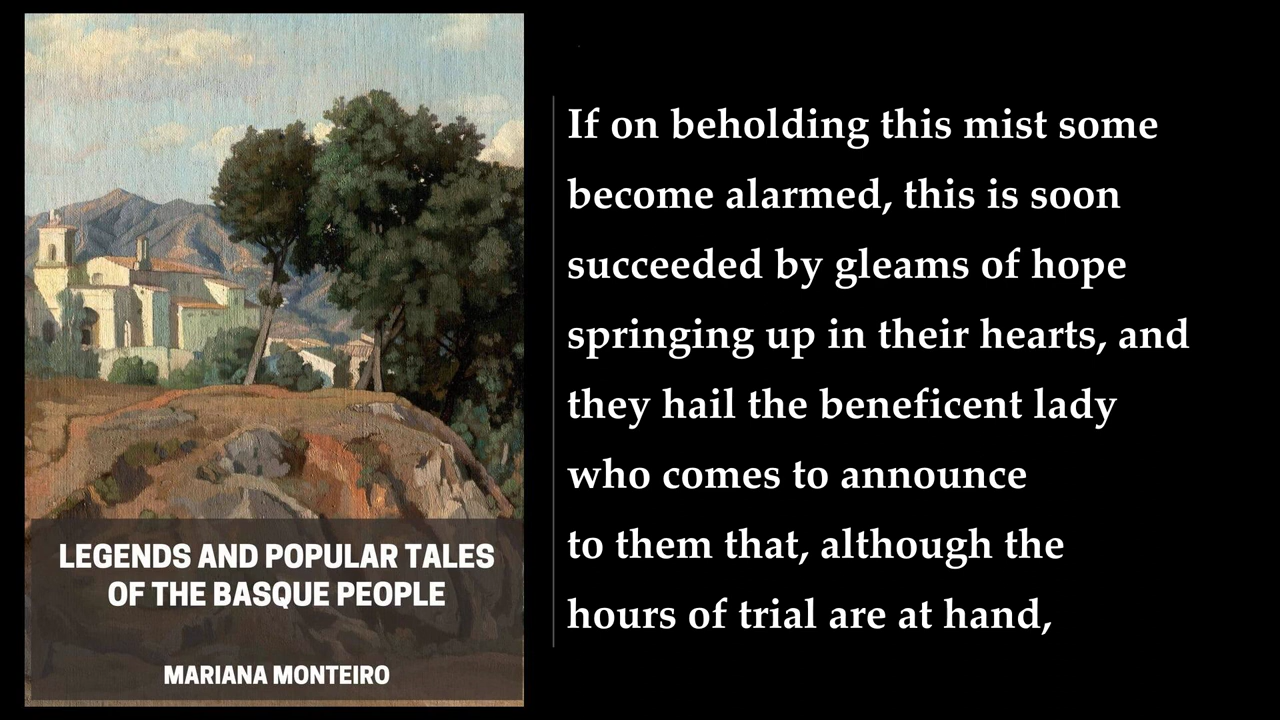 LEGENDS AND POPULAR TALES
OF THE BASQUE PEOPLE
MARIANA MONTEIRO
If on beholding this mist some
become alarmed, this is soon
succeeded by gleams of hope
springing up in their hearts, and
they hail the beneficent lady
who comes to announce
to them that, although the
hours of trial are at hand,